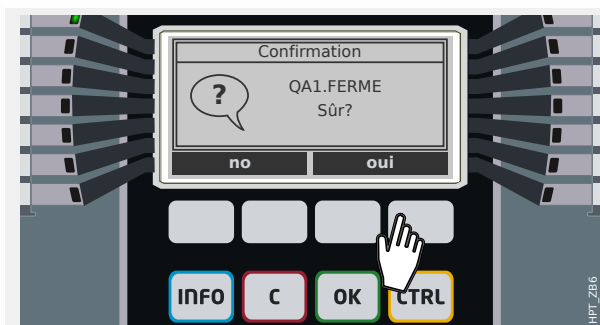 Confirmation
?
QA1.FERME
Sûr?
no oui
INFO C OK CTRL
HPT_ZB6